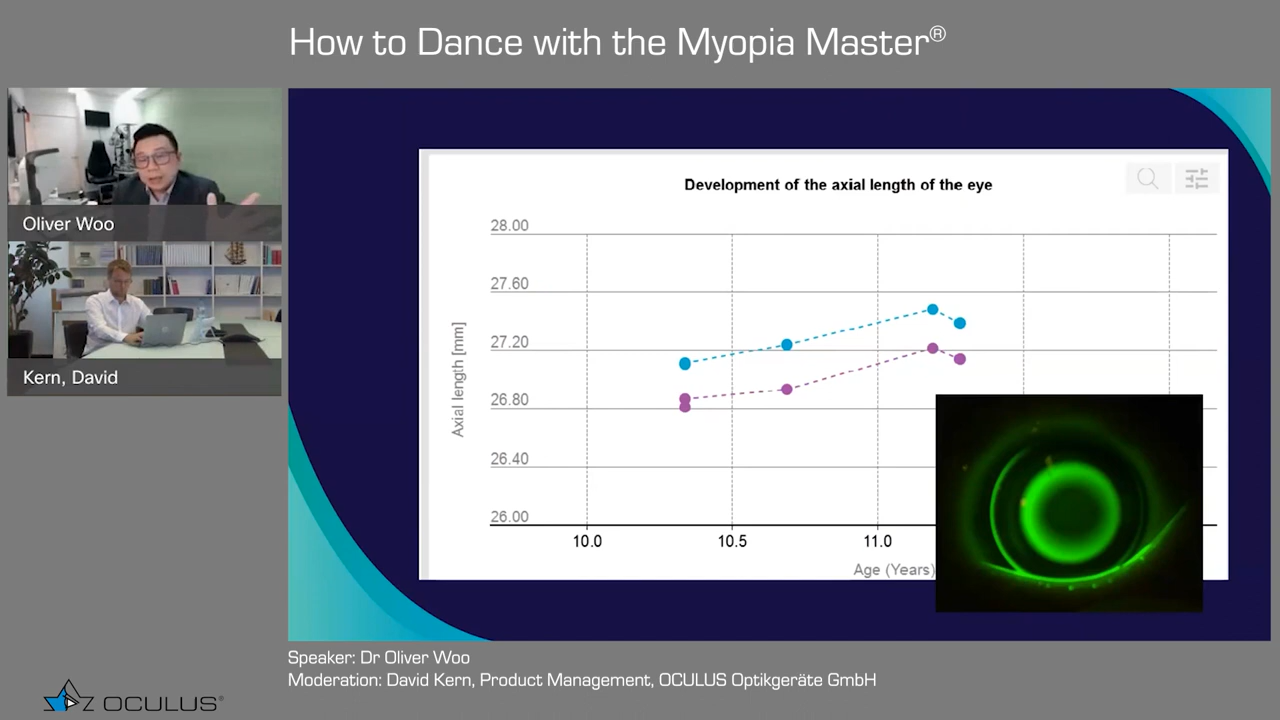 How to Dance with the Myopia Master®
Oliver Woo
Kern, David
Development of the axial length of the eye
28.00
27.60
27.20
26.80
26.40
26.00
Axial length [mm]
10.0
10.5
11.0
Age (Years)
Speaker: Dr Oliver Woo
Moderation: David Kern, Product Management, OCULUS Optikgeräte GmbH
OCULUS®